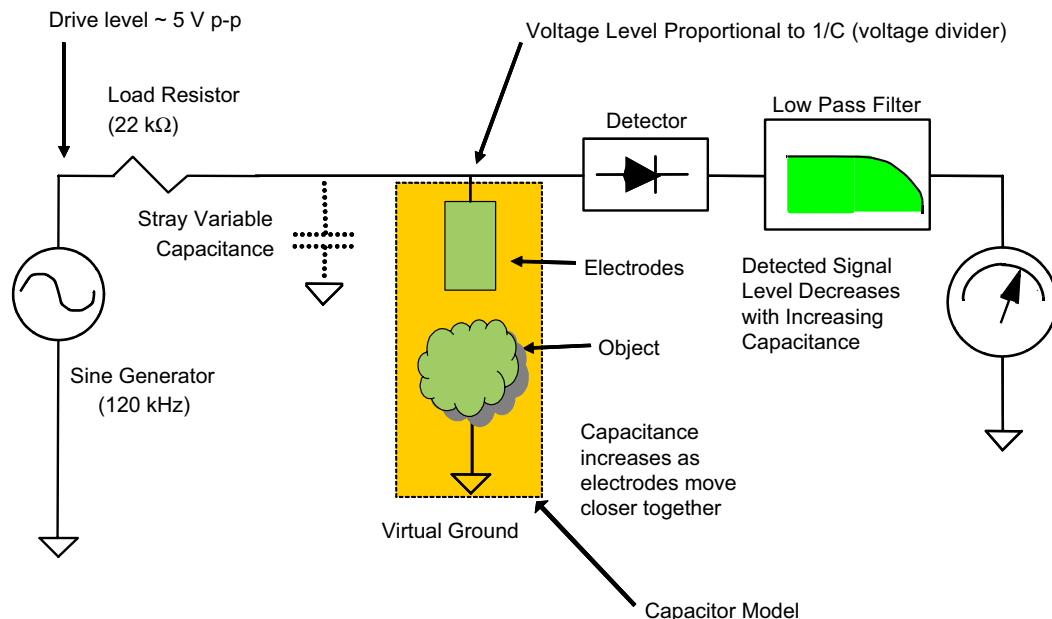 Drive level ~ 5 V p-p
Voltage Level Proportional to 1/C (voltage divider)
Load Resistor
(22 kΩ)
Detector
Low Pass Filter
Stray Variable
Capacitance
Electrodes
Detected Signal
Level Decreases
with Increasing
Capacitance
Object
Sine Generator
(120 kHz)
Capacitance
increases as
electrodes move
closer together
Virtual Ground
Capacitor Model